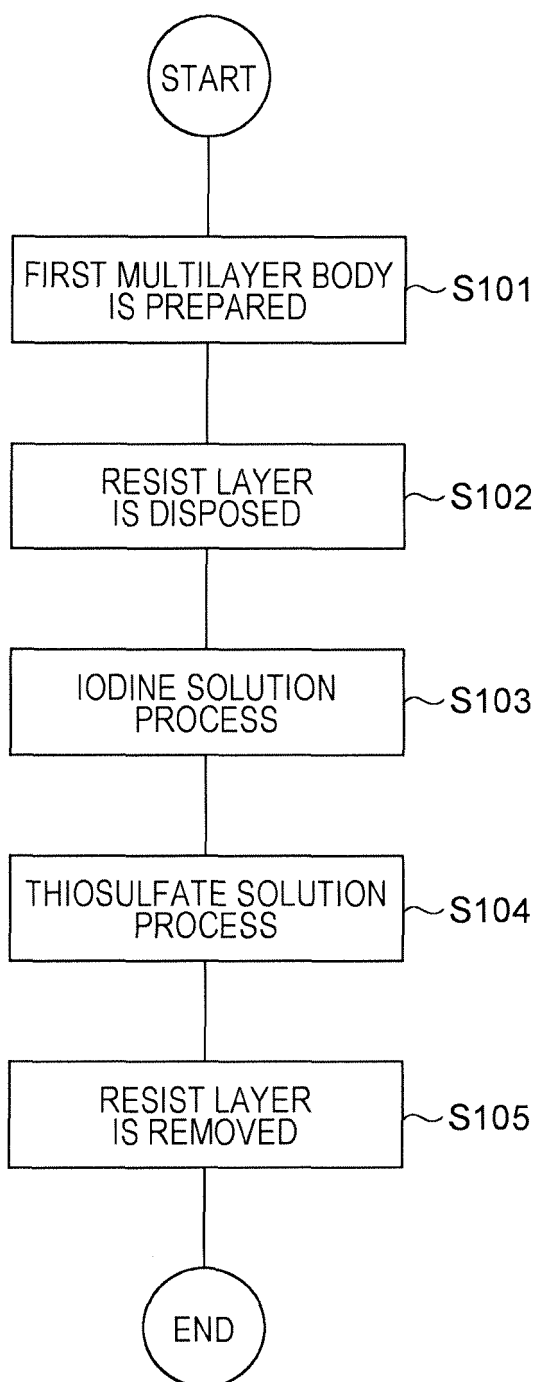 START
FIRST MULTILAYER BODY
IS PREPARED
S101
RESIST LAYER
IS DISPOSED
S102
IODINE SOLUTION
PROCESS
S103
THIOSULFATE SOLUTION
PROCESS
S104
RESIST LAYER
IS REMOVED
S105
END